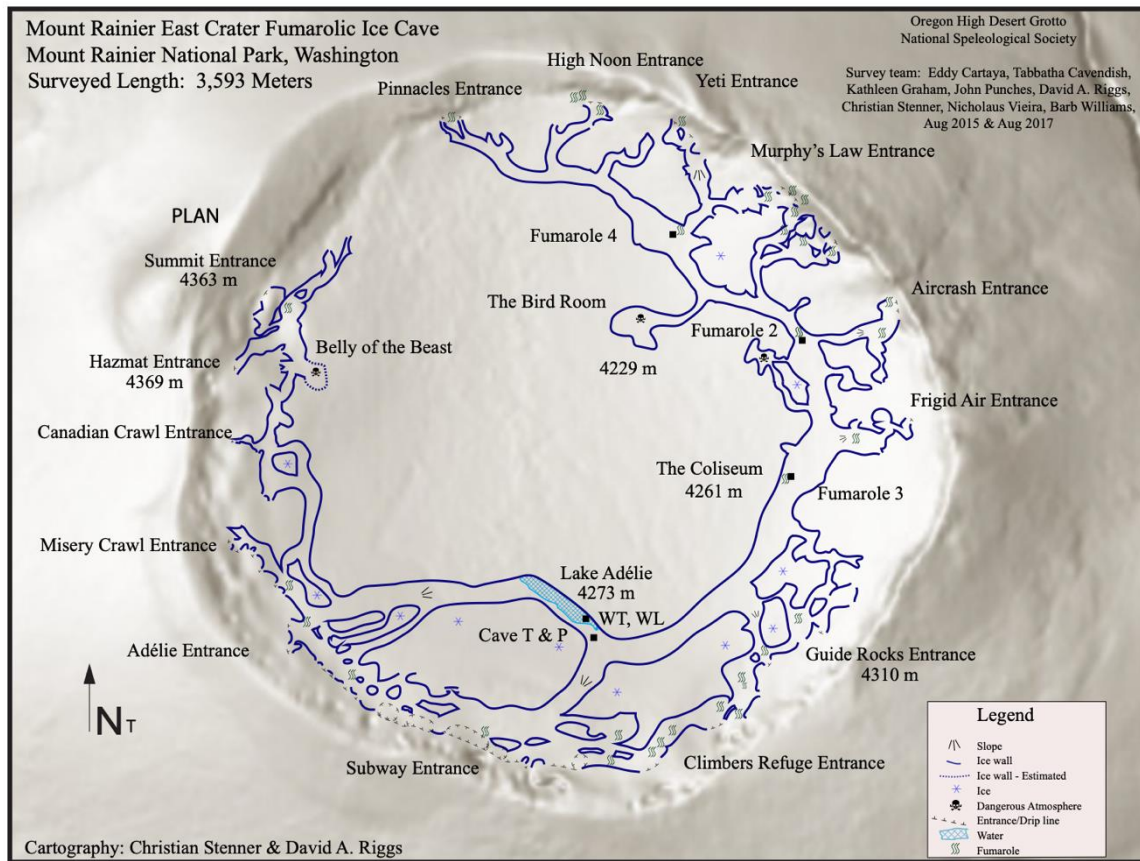 Mount Rainier East Crater Fumarolic Ice Cave
Mount Rainier National Park, Washington
Surveyed Length: 3,593 Meters
Oregon High Desert Grotto
National Speleological Society
Survey team: Eddy Cartaya, Tabbatha Cavendish,
Kathleen Graham, John Punches, David A. Riggs,
Christian Stenner, Nicholaus Vieira, Barb Williams,
Aug 2015 & Aug 2017
High Noon Entrance
Yeti Entrance
Pinnacles Entrance
Murphy's Law Entrance
PLAN
Fumarole 4
Summit Entrance
4363 m
Aircrash Entrance
The Bird Room
Fumarole 2
Belly of the Beast
Hazmat Entrance
4369 m
4229 m
Frigid Air Entrance
Canadian Crawl Entrance
The Coliseum
4261 m
Fumarole 3
Misery Crawl Entrance
Lake Adélie
4273 m
WT, WL
Cave T & P
Adélie Entrance
Guide Rocks Entrance
4310 m
NT
Subway Entrance
Climbers Refuge Entrance
Legend
Slope
Ice wall
Ice wall - Estimated
Ice
Dangerous Atmosphere
Entrance/Drip line
Water
Fumarole
Cartography: Christian Stenner & David A. Riggs